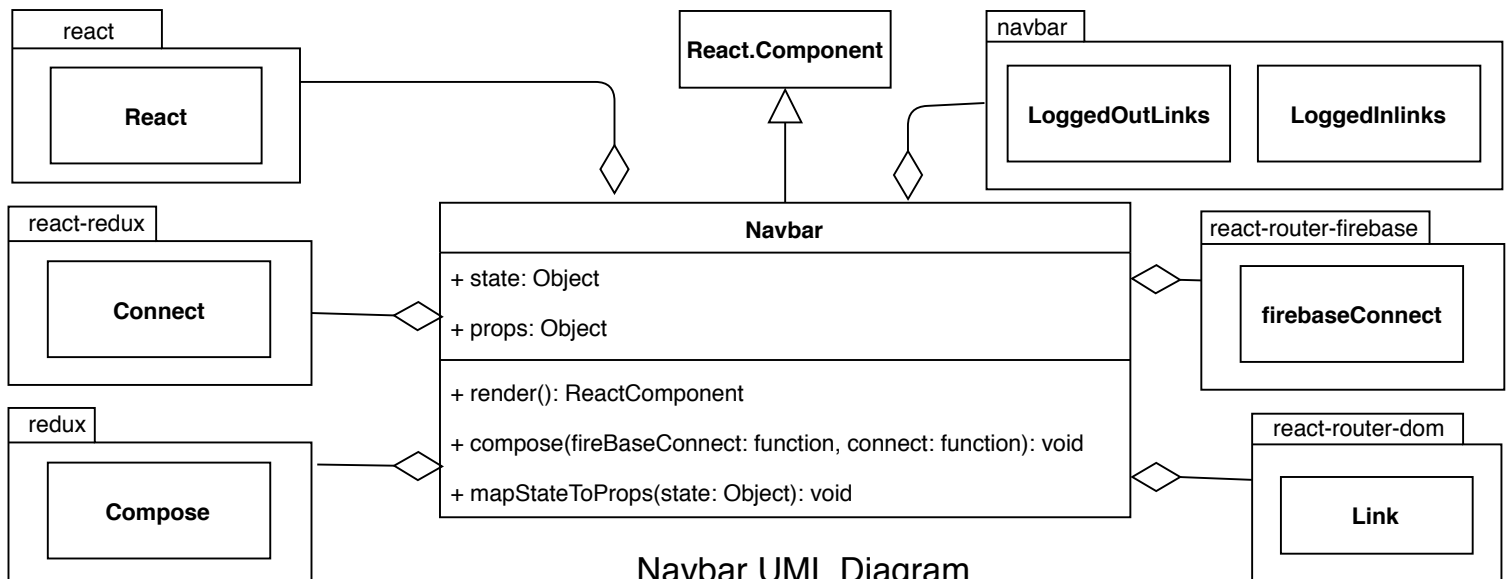 react
React
React.Component
navbar
LoggedOutLinks
LoggedInlinks
react-redux
Connect
Navbar
+ state: Object
+ props: Object
+ render(): ReactComponent
+ compose(fireBaseConnect: function, connect: function): void
+ mapStateToProps(state: Object): void
react-router-firebase
firebaseConnect
redux
Compose
react-router-dom
Link
Navbar UML Diagram